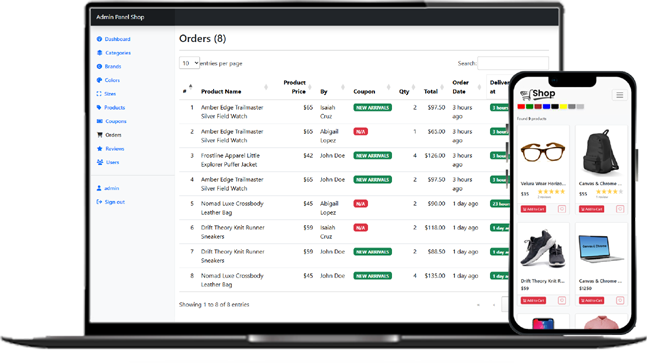 Admin Panel Shop
Dashboard
Categories
Brands
Colors
Sizes
Products
Coupons
Orders
Reviews
Users
admin
Sign out
Orders (8)
10 entries per page
Search:
# Product Name Product Price By Coupon Qty Total Order Date Deliver at
1 Amber Edge Trailmaster Silver Field Watch $65 Isaiah Cruz NEW ARRIVALS 2 $97.50 3 hours ago 3 hours
2 Amber Edge Trailmaster Silver Field Watch $65 Abigail Lopez N/A 1 $65.00 3 hours ago 3 hour
3 Frostline Apparel Little Explorer Puffer Jacket $42 John Doe NEW ARRIVALS 4 $126.00 3 hours ago 3 hour
4 Amber Edge Trailmaster Silver Field Watch $65 John Doe NEW ARRIVALS 2 $97.50 3 hours ago 3 hour
5 Nomad Luxe Crossbody Leather Bag $45 Abigail Lopez N/A 2 $90.00 1 day ago 23 hour
6 Drift Theory Knit Runner Sneakers $59 Isaiah Cruz N/A 2 $118.00 1 day ago 1 day
7 Drift Theory Knit Runner Sneakers $59 John Doe NEW ARRIVALS 2 $88.50 1 day ago 1 day a
8 Nomad Luxe Crossbody Leather Bag $45 John Doe NEW ARRIVALS 4 $135.00 1 day ago 1 day a
Showing 1 to 8 of 8 entries
Shop
Found 9 products
Velura Wear Herita...
$35
Add to Cart
Canvas & Chrome ...
$55
Add to Cart
Drift Theory Knit R...
$59
Add to Cart
Canvas & Chrome ...
$1250
Add to Cart